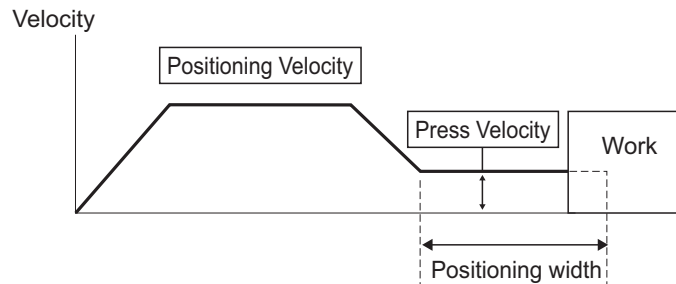 Velocity
Positioning Velocity
Press Velocity
Work
Positioning width